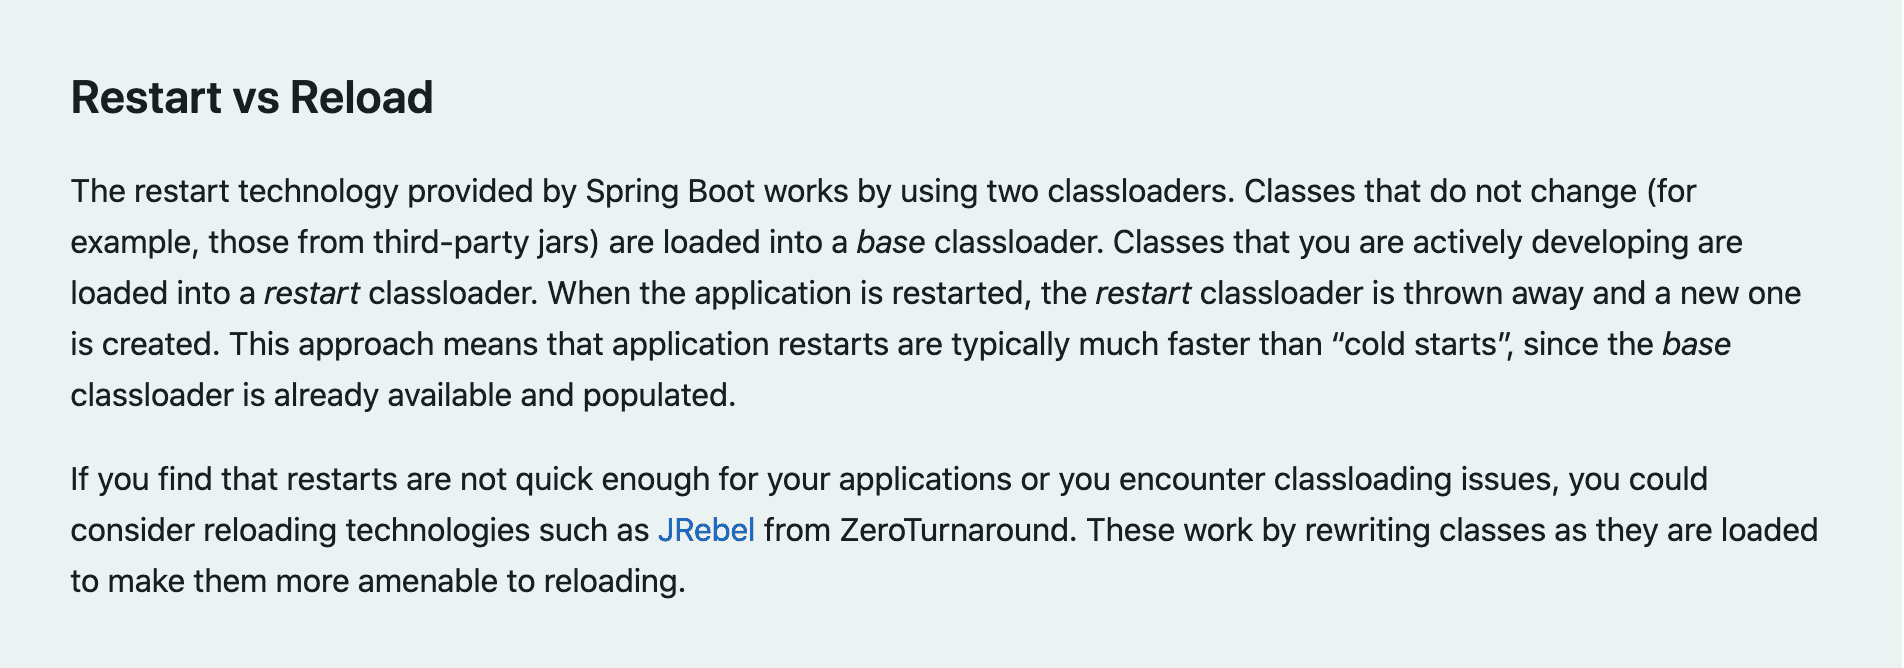 Restart vs Reload
The restart technology provided by Spring Boot works by using two classloaders. Classes that do not change (for
example, those from third-party jars) are loaded into a base classloader. Classes that you are actively developing are
loaded into a restart classloader. When the application is restarted, the restart classloader is thrown away and a new one
is created. This approach means that application restarts are typically much faster than “cold starts”, since the base
classloader is already available and populated.
If you find that restarts are not quick enough for your applications or you encounter classloading issues, you could
consider reloading technologies such as JRebel from ZeroTurnaround. These work by rewriting classes as they are loaded
to make them more amenable to reloading.